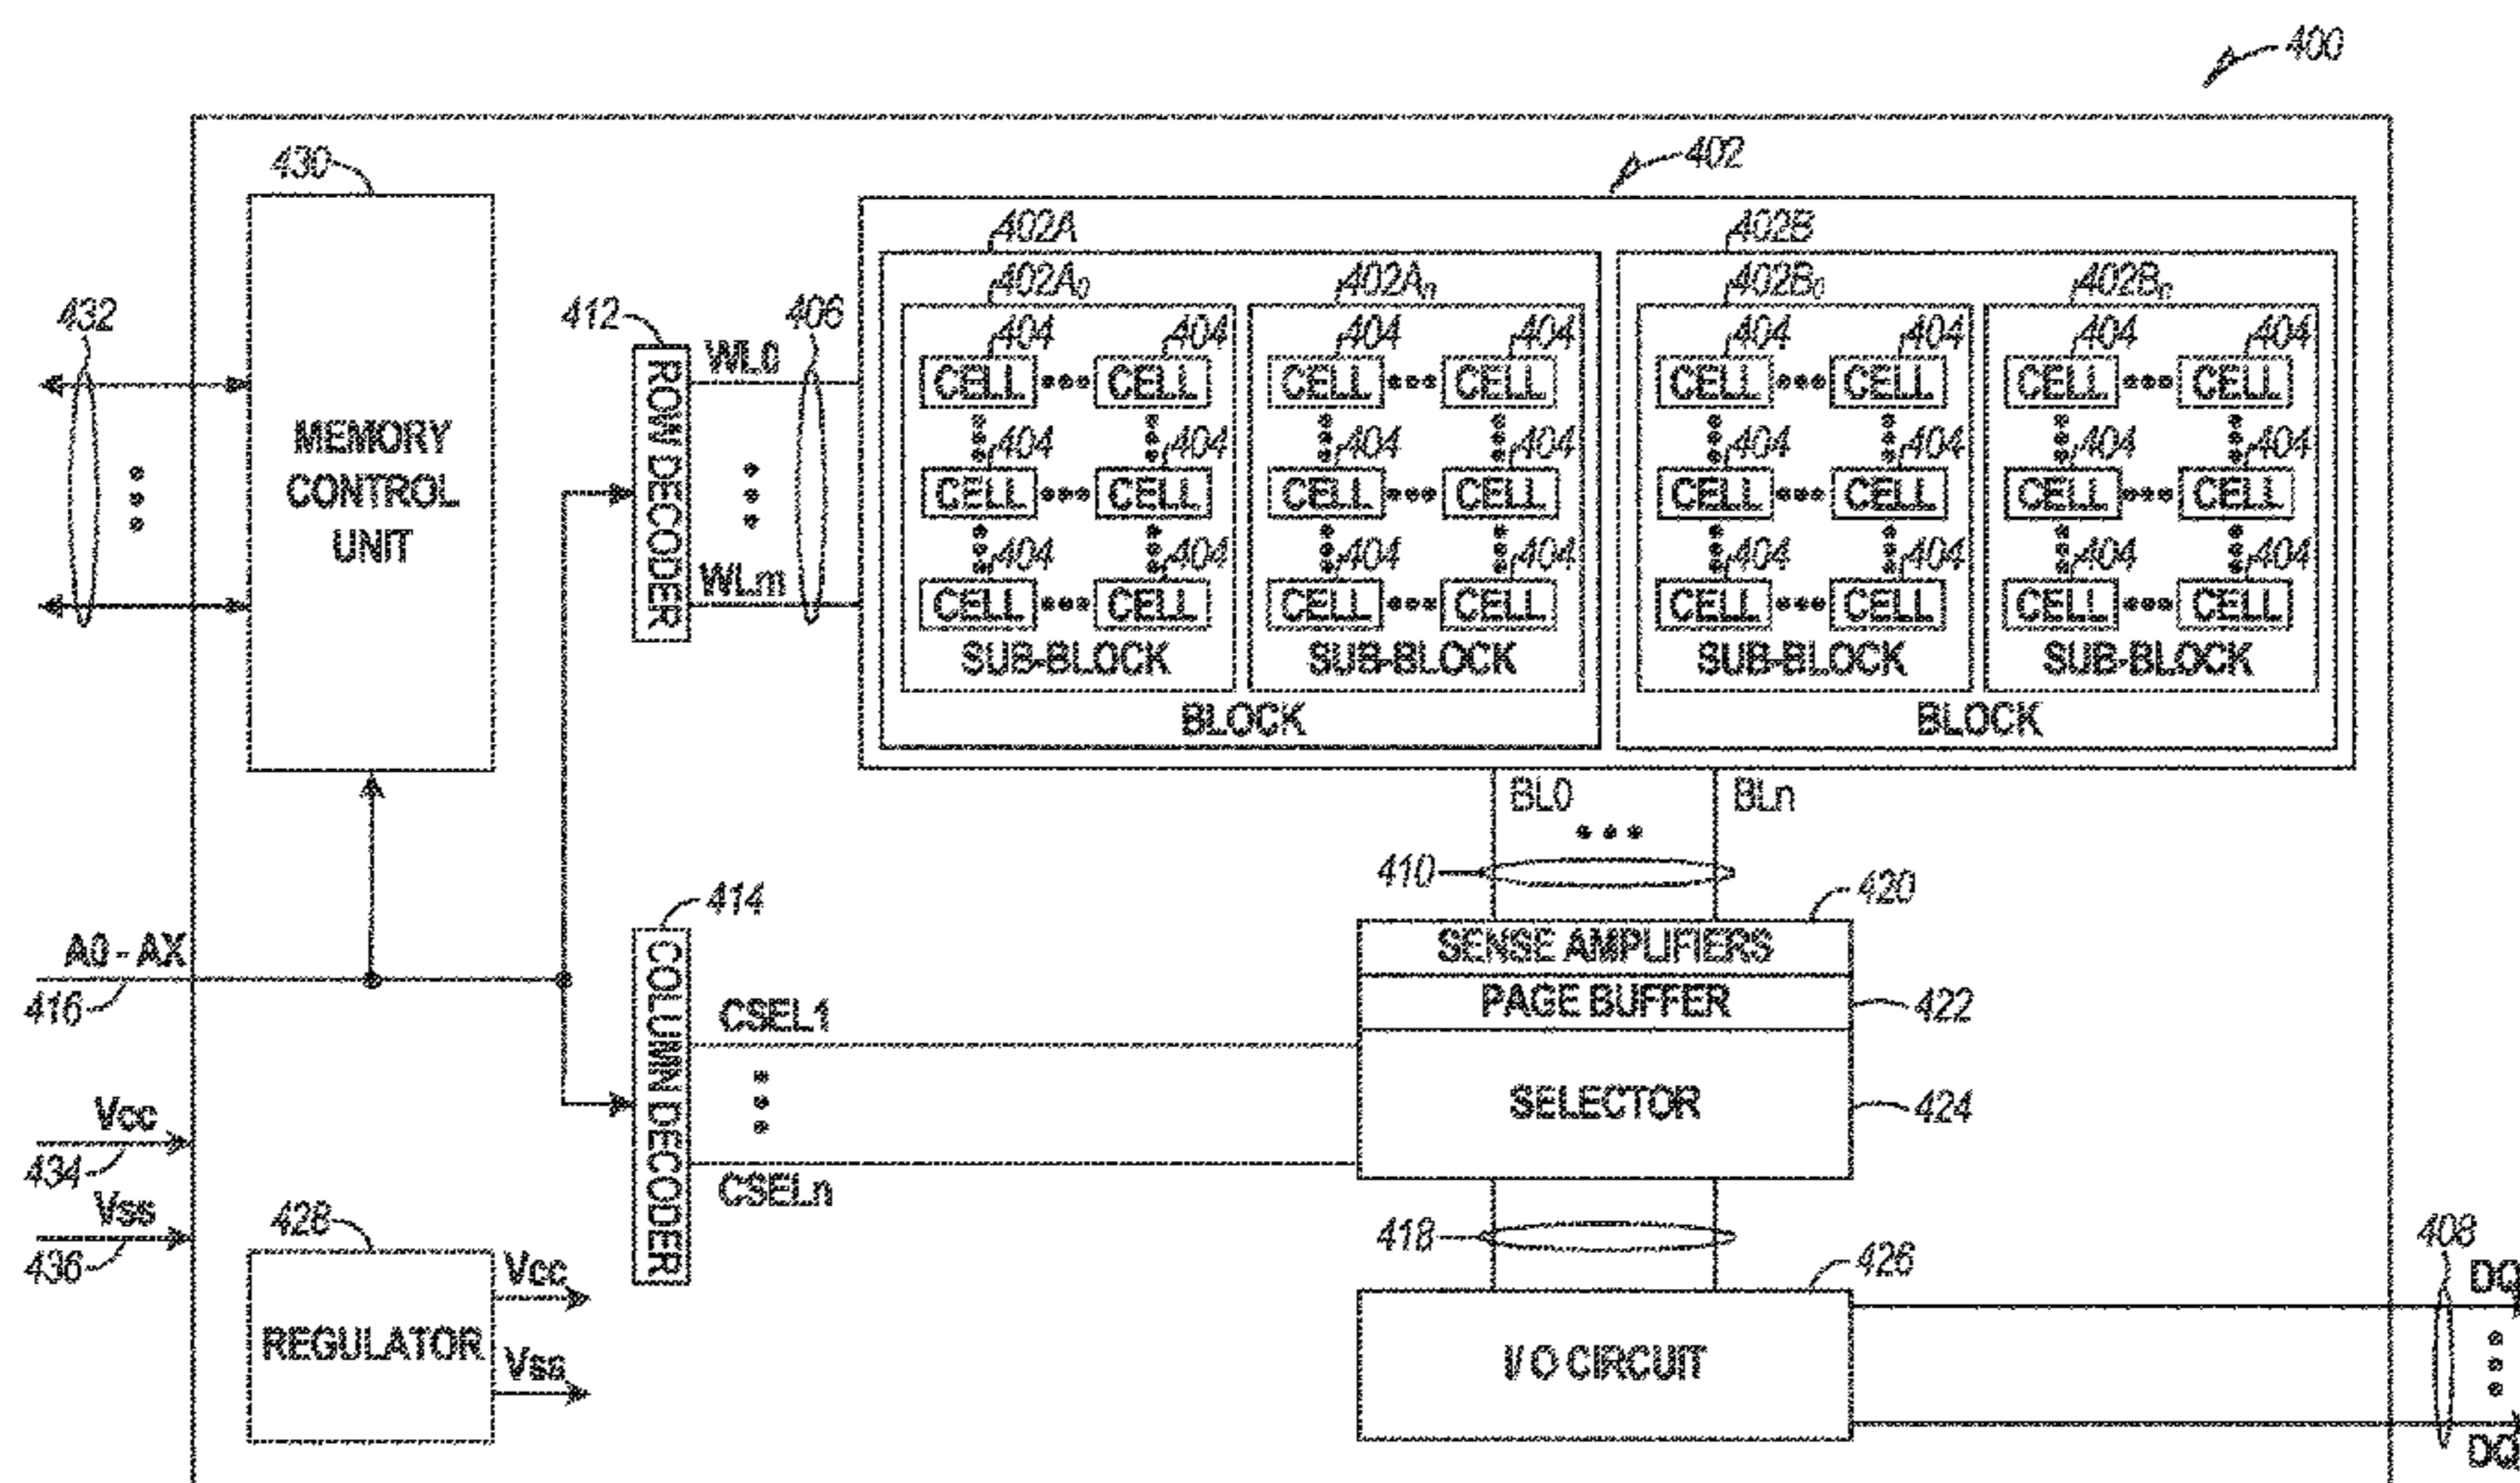 400
430
402
402A
402B
432
412
406
402A0
402An
402B0
402Bn
WL0
404 404 404 404 404 404 404 404
CELL CELL CELL CELL CELL CELL CELL CELL
MEMORY
CONTROL
UNIT
ROW DECODER
404 404 404 404 404 404 404 404
CELL CELL CELL CELL CELL CELL CELL CELL
WLm
404 404 404 404 404 404 404 404
CELL CELL CELL CELL CELL CELL CELL CELL
SUB-BLOCK SUB-BLOCK SUB-BLOCK SUB-BLOCK
BLOCK BLOCK
BL0 BLn
410
420
414
A0 - AX
416
COLUMN DECODER
SENSE AMPLIFIERS
PAGE BUFFER
422
CSEL1
SELECTOR
424
Vcc
434
CSELn
Vss
436
428
418
426
408
Vcc
DQ
REGULATOR
Vss
I/O CIRCUIT
DQ